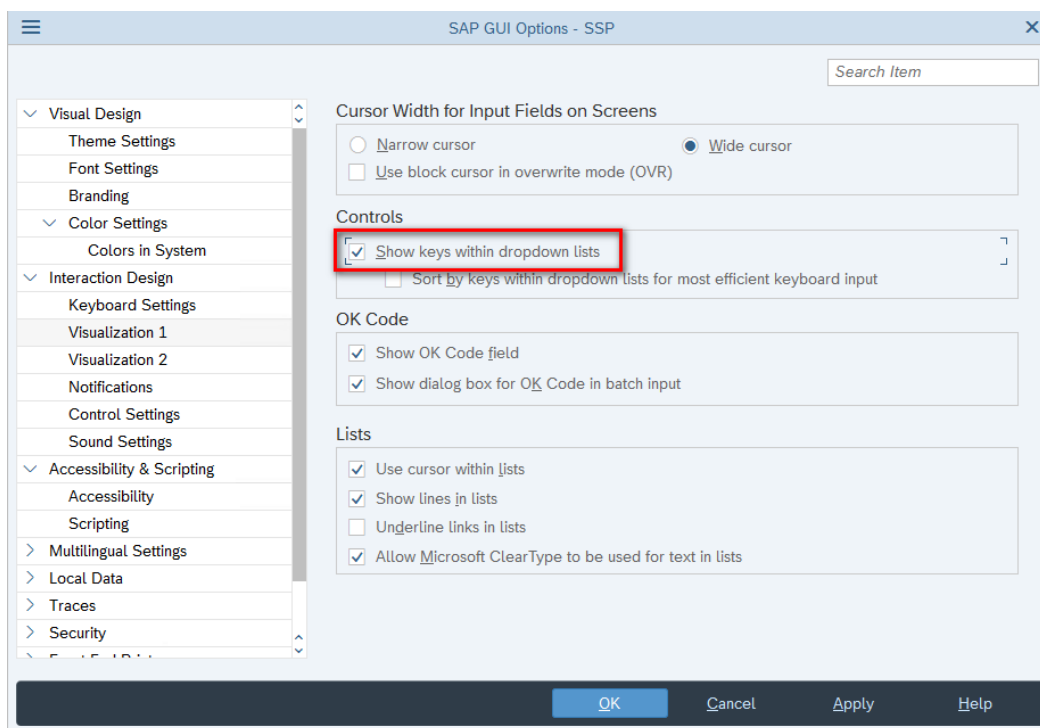 SAP GUI Options - SSP
Search Item
Visual Design
Theme Settings
Font Settings
Branding
Color Settings
Colors in System
Interaction Design
Keyboard Settings
Visualization 1
Visualization 2
Notifications
Control Settings
Sound Settings
Accessibility & Scripting
Accessibility
Scripting
Multilingual Settings
Local Data
Traces
Security
Cursor Width for Input Fields on Screens
Narrow cursor
Wide cursor
Use block cursor in overwrite mode (OVR)
Controls
Show keys within dropdown lists
Sort by keys within dropdown lists for most efficient keyboard input
OK Code
Show OK Code field
Show dialog box for OK Code in batch input
Lists
Use cursor within lists
Show lines in lists
Underline links in lists
Allow Microsoft ClearType to be used for text in lists
OK
Cancel
Apply
Help